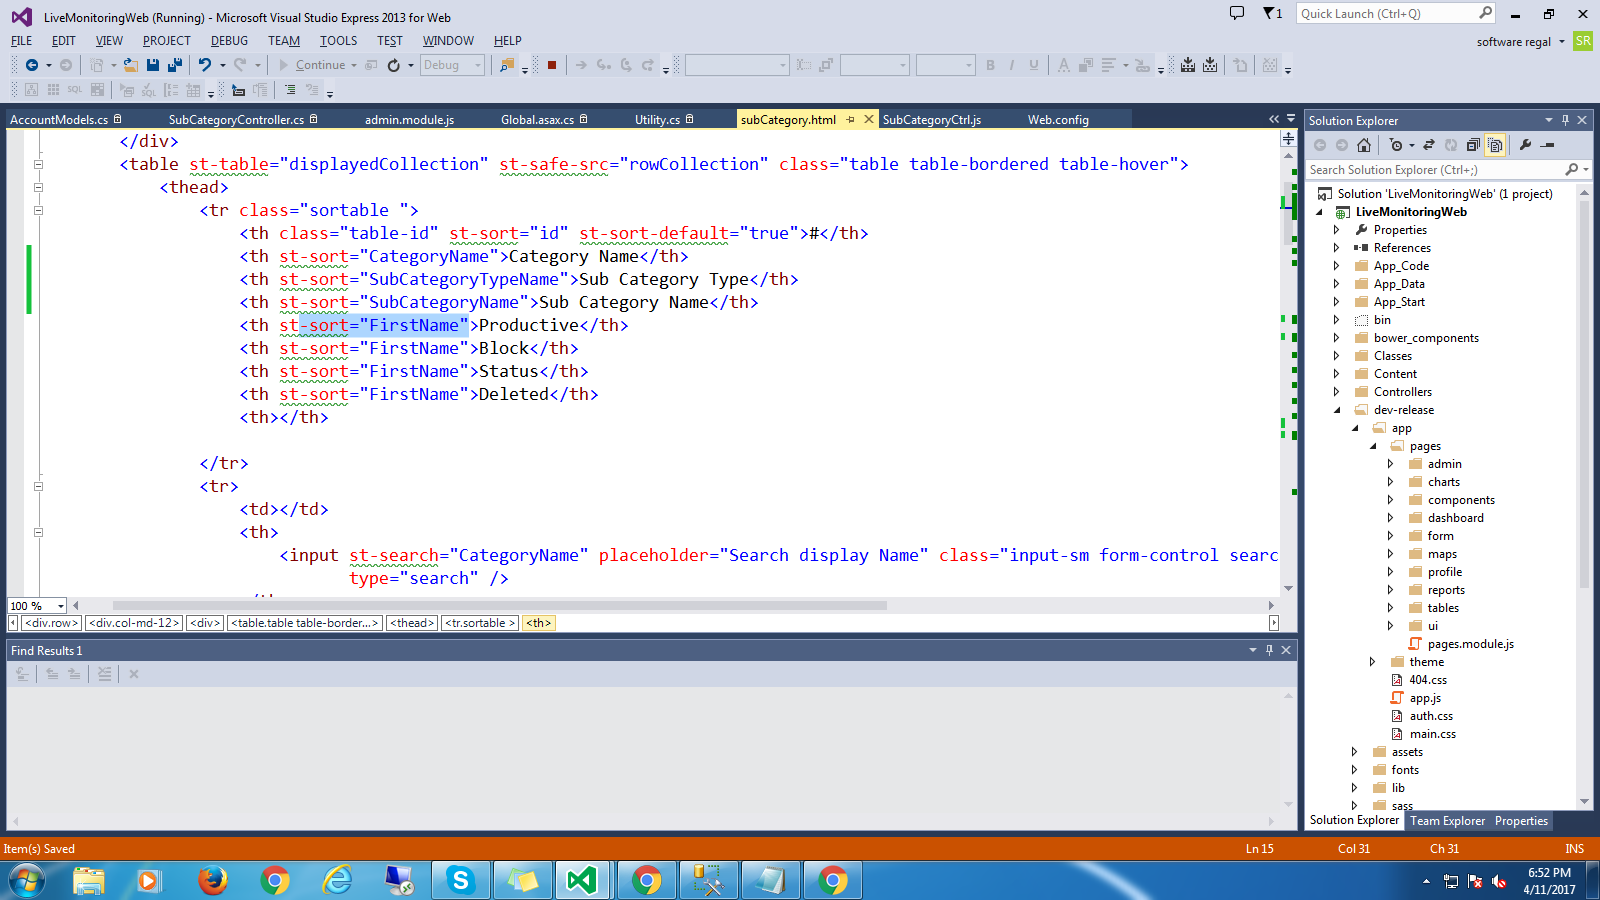 LiveMonitoringWeb (Running) - Microsoft Visual Studio Express 2013 for Web
1
Quick Launch (Ctrl+Q)
FILE EDIT VIEW PROJECT DEBUG TEAM TOOLS TEST WINDOW HELP
software regal
SR
Continue
Debug
B I U A
SQL SQL
AccountModels.cs SubCategoryController.cs admin.module.js Global.asax.cs Utility.cs subCategory.html SubCategoryCtrl.js Web.config
</div>
<table st-table="displayedCollection" st-safe-src="rowCollection" class="table table-bordered table-hover">
<thead>
<tr class="sortable ">
<th class="table-id" st-sort="id" st-sort-default="true">#</th>
<th st-sort="CategoryName">Category Name</th>
<th st-sort="SubCategoryTypeName">Sub Category Type</th>
<th st-sort="SubCategoryName">Sub Category Name</th>
<th st-sort="FirstName">Productive</th>
<th st-sort="FirstName">Block</th>
<th st-sort="FirstName">Status</th>
<th st-sort="FirstName">Deleted</th>
<th></th>
</tr>
<tr>
<td></td>
<th>
<input st-search="CategoryName" placeholder="Search display Name" class="input-sm form-control searc
type="search" />
100 %
<div.row> <div.col-md-12> <div> <table.table table-border...> <thead> <tr.sortable > <th>
Find Results 1
Solution Explorer
Search Solution Explorer (Ctrl+;)
Solution 'LiveMonitoringWeb' (1 project)
LiveMonitoringWeb
Properties
References
App_Code
App_Data
App_Start
bin
bower_components
Classes
Content
Controllers
dev-release
app
pages
admin
charts
components
dashboard
form
maps
profile
reports
tables
ui
pages.module.js
theme
404.css
app.js
auth.css
main.css
assets
fonts
lib
sass
Solution Explorer Team Explorer Properties
Item(s) Saved
Ln 15 Col 31 Ch 31 INS
6:52 PM
4/11/2017